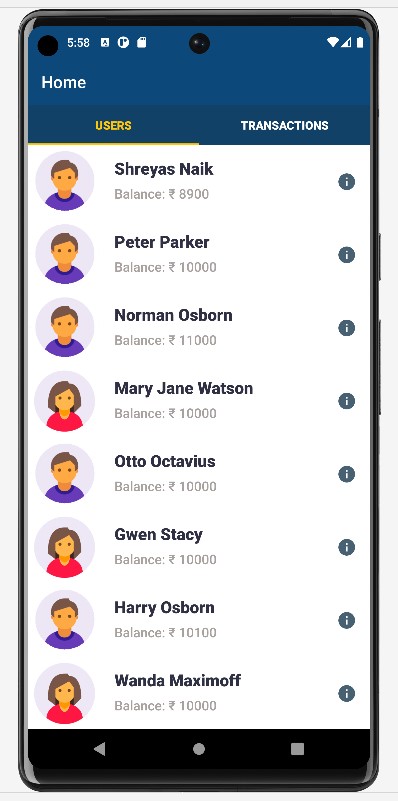 5:58
Home
USERS
TRANSACTIONS
Shreyas Naik
Balance: ₹ 8900
Peter Parker
Balance: ₹ 10000
Norman Osborn
Balance: ₹ 11000
Mary Jane Watson
Balance: ₹ 10000
Otto Octavius
Balance: ₹ 10000
Gwen Stacy
Balance: ₹ 10000
Harry Osborn
Balance: ₹ 10100
Wanda Maximoff
Balance: ₹ 10000